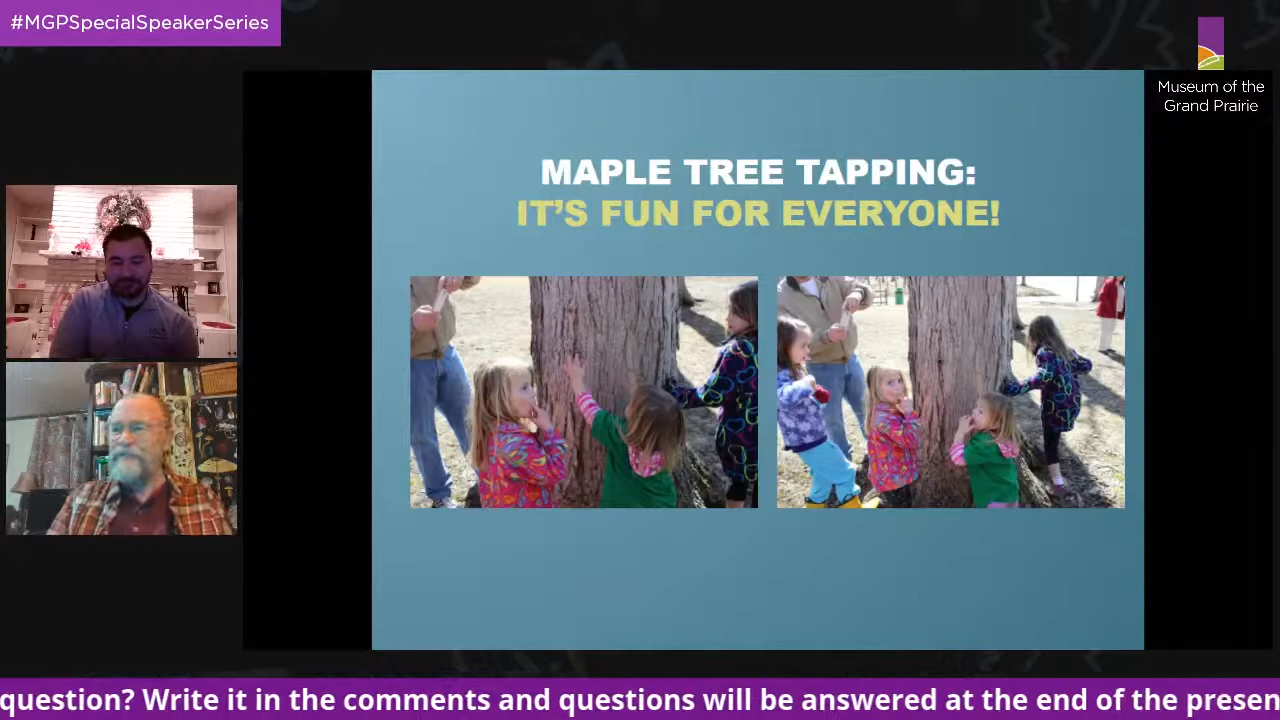 #MGPSpecialSpeakerSeries
Museum of the
Grand Prairie
MAPLE TREE TAPPING:
IT'S FUN FOR EVERYONE!
question? Write it in the comments and questions will be answered at the end of the presen